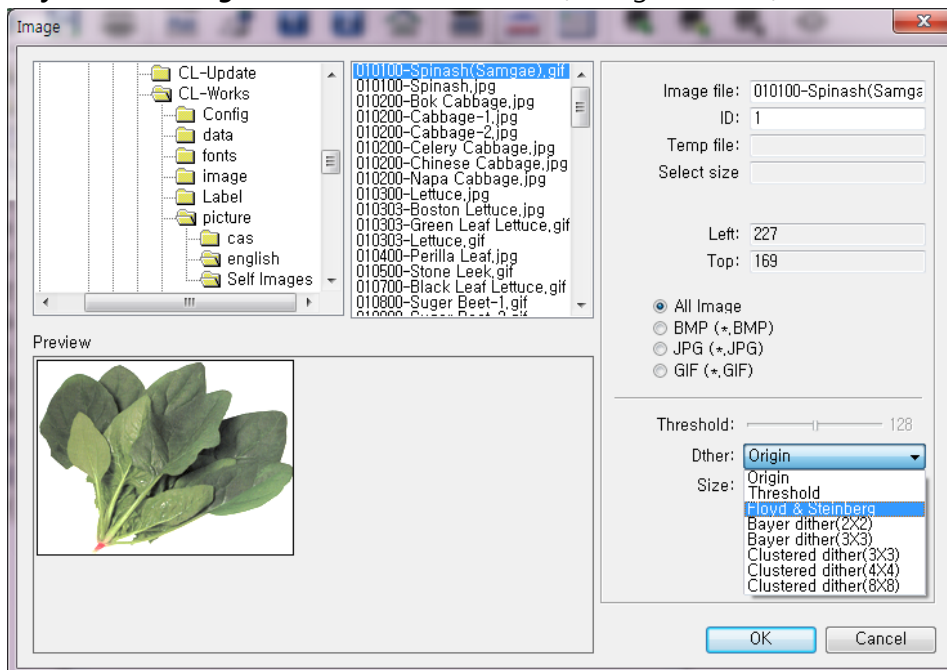 Image
CL-Update
CL-Works
Config
data
fonts
image
Label
picture
cas
english
Self Images
010100-Spinash(Samgae),gif
010100-Spinash,jpg
010200-Bok Cabbage,jpg
010200-Cabbage-1,jpg
010200-Cabbage-2,jpg
010200-Celery Cabbage,jpg
010200-Chinese Cabbage,jpg
010200-Napa Cabbage,jpg
010300-Lettuce,jpg
010303-Boston Lettuce,jpg
010303-Green Leaf Lettuce,gif
010303-Lettuce,gif
010400-Perilla Leaf,jpg
010500-Stone Leek,gif
010700-Black Leaf Lettuce,gif
010800-Suger Beet-1,gif
Image file: 010100-Spinash(Samga
ID: 1
Temp file:
Select size
Left: 227
Top: 169
All Image
BMP (*,BMP)
JPG (*,JPG)
GIF (*,GIF)
Preview
Threshold: 128
Dther: Origin
Size:
Origin
Threshold
Floyd & Steinberg
Bayer dither(2X2)
Bayer dither(3X3)
Clustered dither(3X3)
Clustered dither(4X4)
Clustered dither(8X8)
OK
Cancel